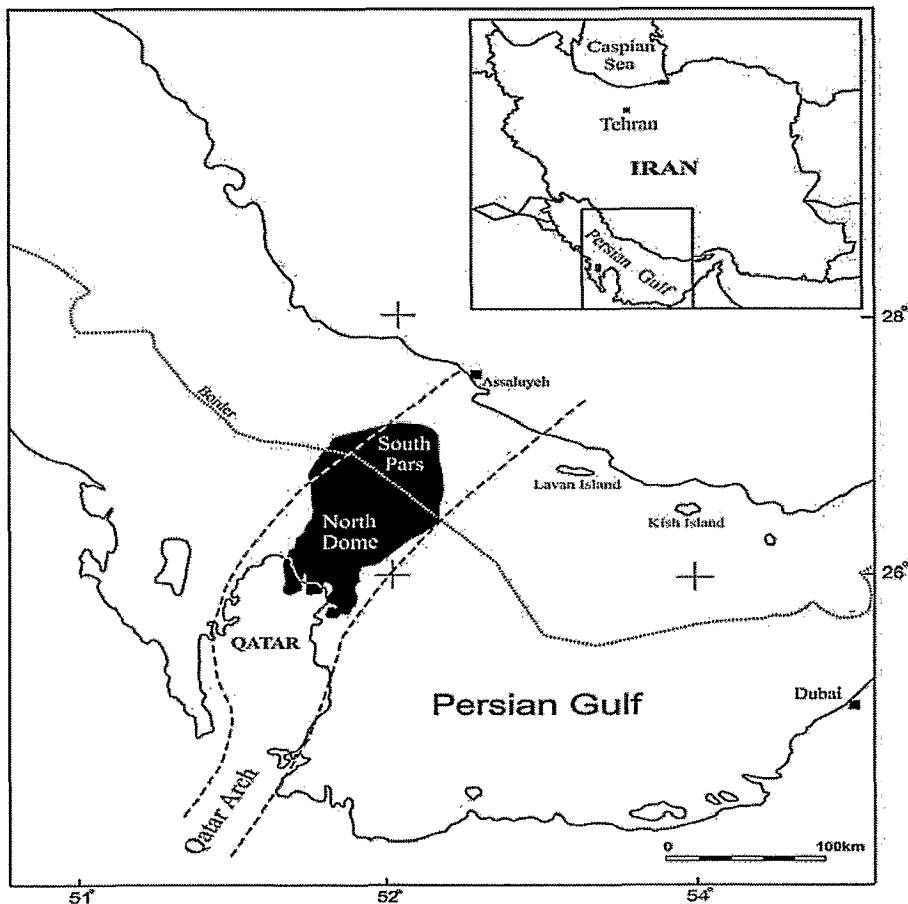 Caspian
Sea
Tehran
IRAN
Persian Gulf
28°
Assaluyeh
Border
South
Pars
Lavan Island
North
Dome
Kish Island
26°
QATAR
Persian Gulf
Dubai
Qatar Arch
0 100km
51° 52° 54°